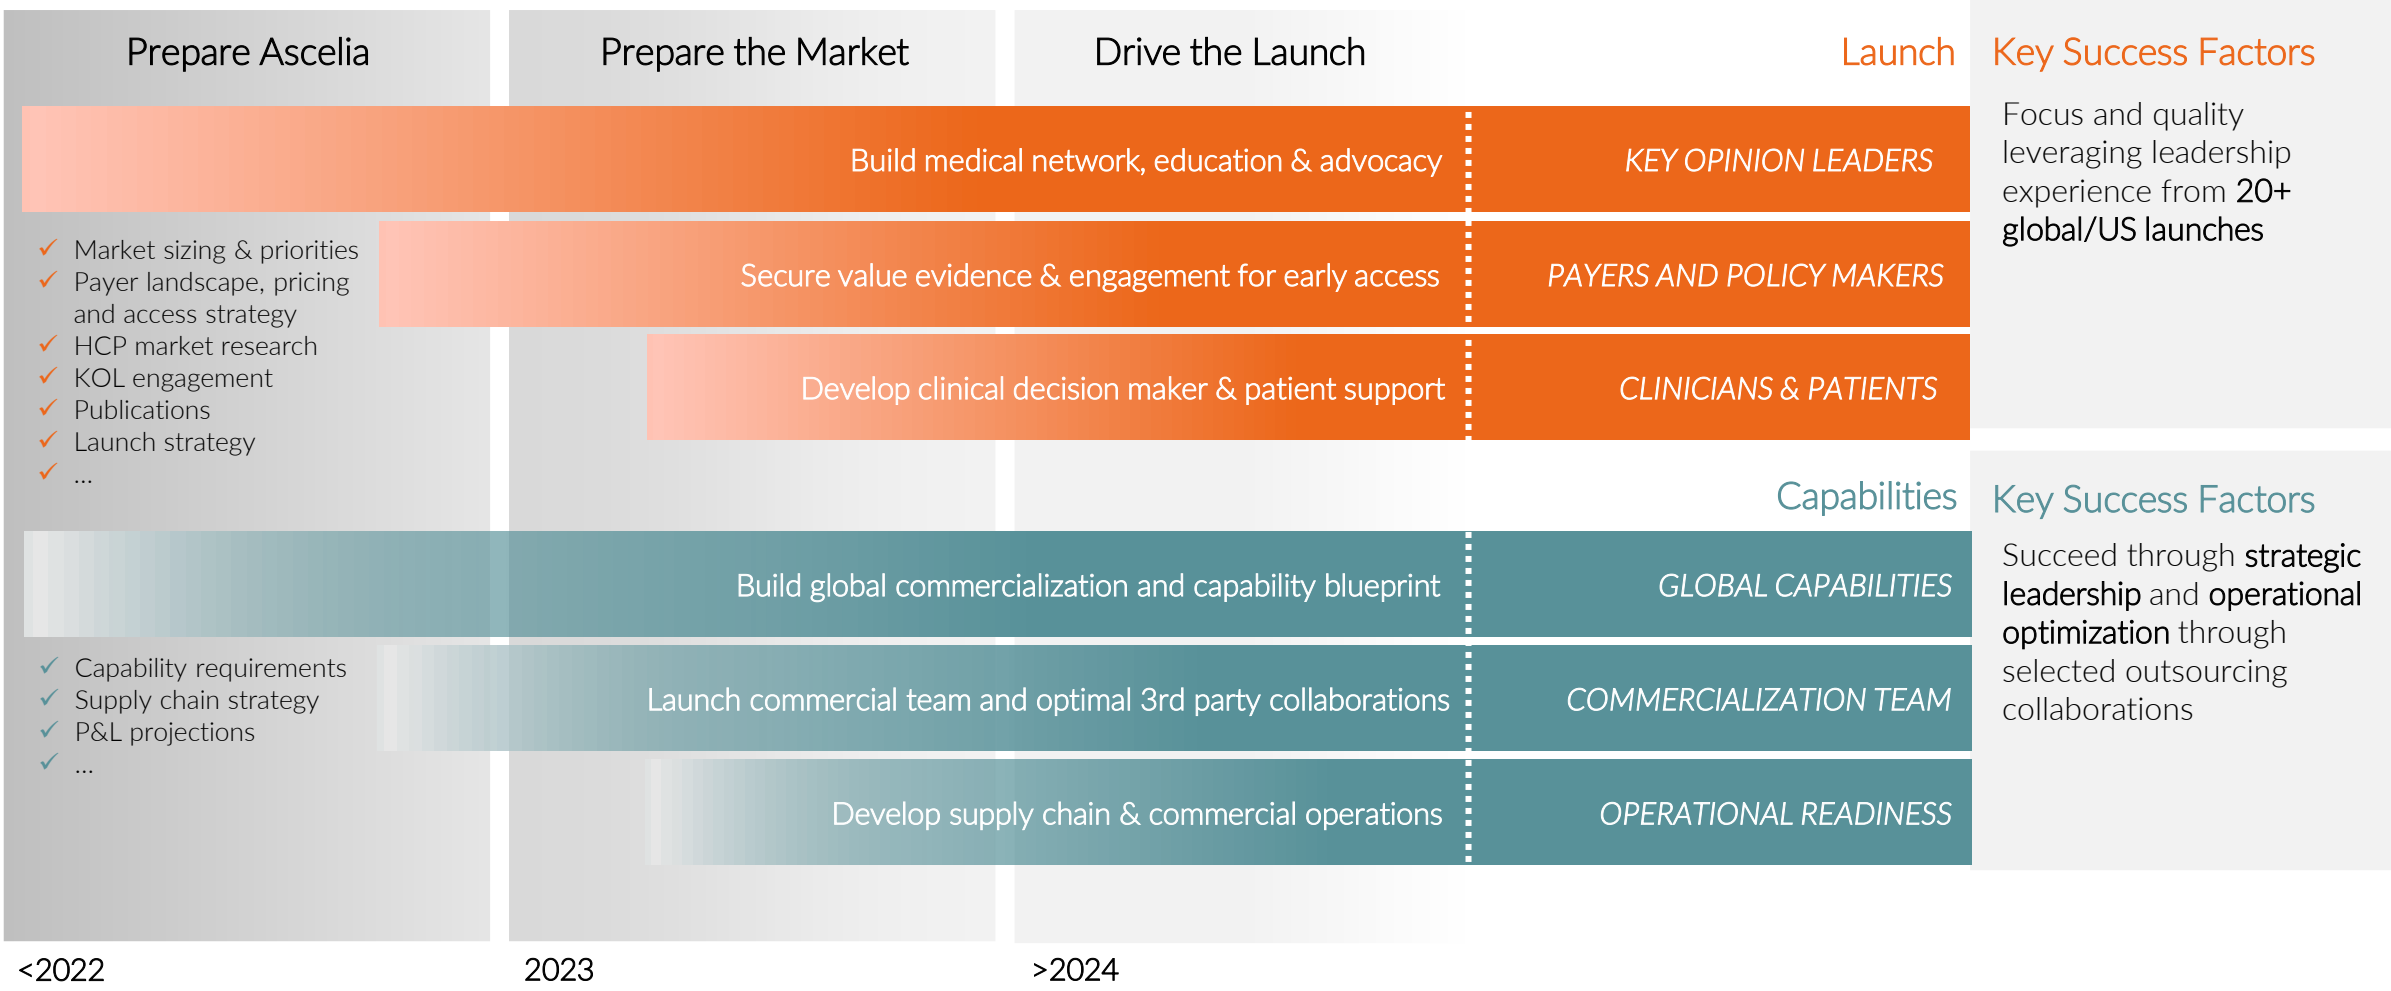 Prepare Ascelia
Prepare the Market
Drive the Launch
Launch
Key Success Factors
Build medical network, education & advocacy
KEY OPINION LEADERS
Focus and quality
leveraging leadership
experience from 20+
global/US launches
Secure value evidence & engagement for early access
PAYERS AND POLICY MAKERS
Develop clinical decision maker & patient support
CLINICIANS & PATIENTS
✓ Market sizing & priorities
✓ Payer landscape, pricing
and access strategy
✓ HCP market research
✓ KOL engagement
✓ Publications
✓ Launch strategy
✓ ...
Capabilities
Key Success Factors
Build global commercialization and capability blueprint
GLOBAL CAPABILITIES
Succeed through strategic
leadership and operational
optimization through
selected outsourcing
collaborations
Launch commercial team and optimal 3rd party collaborations
COMMERCIALIZATION TEAM
Develop supply chain & commercial operations
OPERATIONAL READINESS
✓ Capability requirements
✓ Supply chain strategy
✓ P&L projections
✓ ...
<2022
2023
>2024